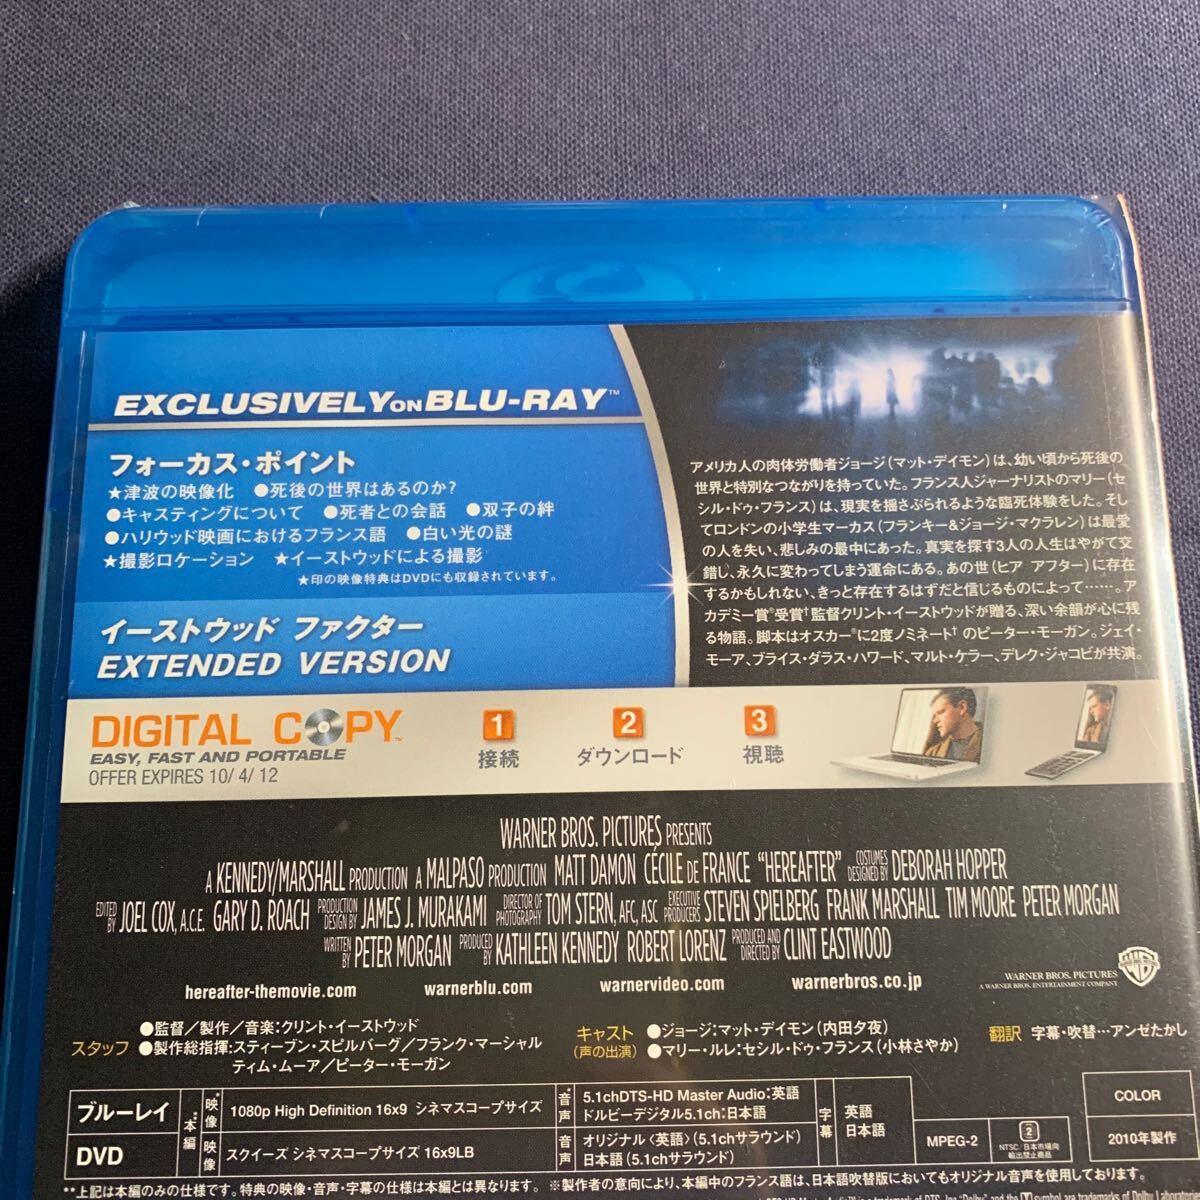 EXCLUSIVELY ON BLU-RAY™
フォーカス・ポイント
★津波の映像化 ●死後の世界はあるのか?
●キャスティングについて ●死者との会話 ●双子の絆
●ハリウッド映画におけるフランス語 ●白い光の謎
★撮影ロケーション ★イーストウッドによる撮影
★印の映像特典はDVDにも収録されています。
イーストウッド ファクター
EXTENDED VERSION
アメリカ人の肉体労働者ジョージ(マット・デイモン)は、幼い頃から死後の
世界と特別なつながりを持っていた。フランス人ジャーナリストのマリー(セ
シル・ドゥ・フランス)は、現実を揺さぶられるような臨死体験をした。そし
てロンドンの小学生マーカス(フランキー&ジョージ・マクラレン)は最愛
の人を失い、悲しみの最中にあった。真実を探す3人の人生はやがて交
錯し、永久に変わってしまう運命にある。あの世(ヒア アフター)に存在
するかもしれない、きっと存在するはずだと信じるものによって……。ア
カデミー賞®受賞†監督クリント・イーストウッドが贈る、深い余韻が心に残
る物語。脚本はオスカー®に2度ノミネート†のピーター・モーガン。ジェイ・
モーア、ブライス・ダラス・ハワード、マルト・ケラー、デレク・ジャコビが共演。
DIGITAL COPY™
EASY, FAST AND PORTABLE
OFFER EXPIRES 10/ 4/ 12
1 接続
2 ダウンロード
3 視聴
WARNER BROS. PICTURES PRESENTS
A KENNEDY/MARSHALL PRODUCTION A MALPASO PRODUCTION MATT DAMON CÉCILE DE FRANCE "HEREAFTER" COSTUMES DESIGNED BY DEBORAH HOPPER
EDITED BY JOEL COX, A.C.E. GARY D. ROACH PRODUCTION DESIGN BY JAMES J. MURAKAMI DIRECTOR OF PHOTOGRAPHY TOM STERN, AFC, ASC EXECUTIVE PRODUCERS STEVEN SPIELBERG FRANK MARSHALL TIM MOORE PETER MORGAN
WRITTEN BY PETER MORGAN PRODUCED BY KATHLEEN KENNEDY ROBERT LORENZ PRODUCED AND DIRECTED BY CLINT EASTWOOD
hereafter-themovie.com warnerblu.com warnervideo.com warnerbros.co.jp
WARNER BROS. PICTURES
A WARNER BROS. ENTERTAINMENT COMPANY
スタッフ
●監督/製作/音楽:クリント・イーストウッド
●製作総指揮:スティーブン・スピルバーグ/フランク・マーシャル
ティム・ムーア/ピーター・モーガン
キャスト
(声の出演)
●ジョージ:マット・デイモン(内田夕夜)
●マリー・ルレ:セシル・ドゥ・フランス(小林さやか)
翻訳 字幕・吹替…アンゼたかし
ブルーレイ
DVD
*本編
*映像 1080p High Definition 16x9 シネマスコープサイズ
映像 スクイーズ シネマスコープサイズ 16x9LB
*音声 5.1chDTS-HD Master Audio:英語
ドルビーデジタル5.1ch:日本語
音声 オリジナル〈英語〉(5.1chサラウンド)
日本語(5.1chサラウンド)
字幕 英語
日本語
MPEG-2
2
NTSC/日本市場向
輸出禁止商品
COLOR
2010年製作
**上記は本編のみの仕様です。特典の映像・音声・字幕の仕様は本編とは異なります。 ※製作者の意向により、本編中のフランス語は、日本語吹替版においてもオリジナル音声を使用しております。